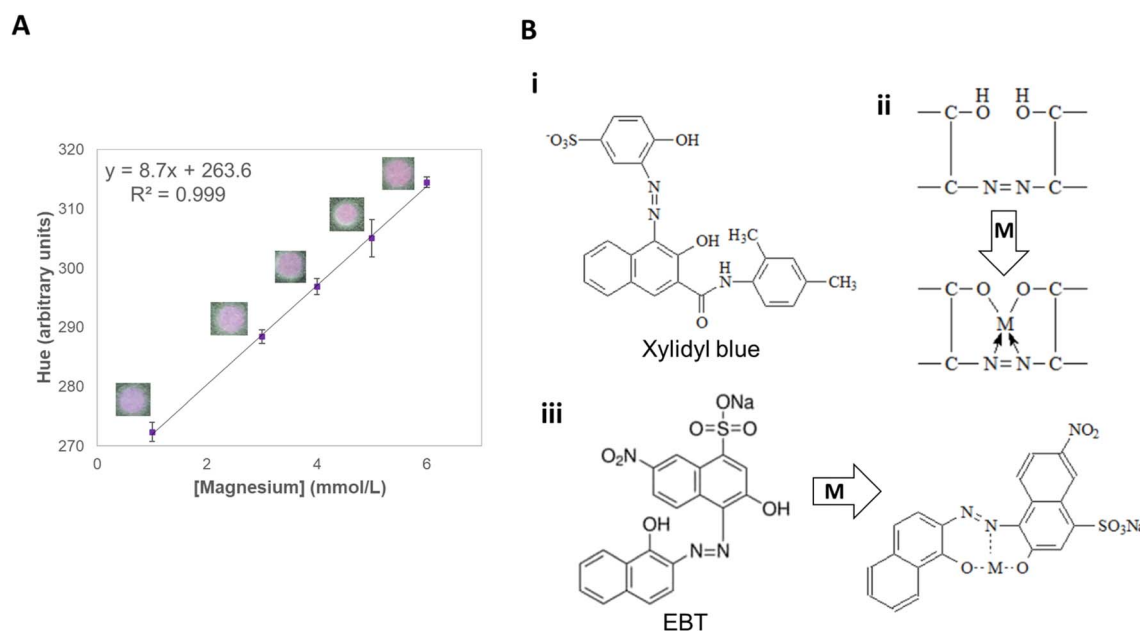 A
y = 8.7x + 263.6
R² = 0.999
320
310
300
290
280
270
0
2
4
6
Hue (arbitrary units)
[Magnesium] (mmol/L)
B
i
⁻O₃S
OH
N
N
OH
H₃C
H
N
CH₃
O
Xylidyl blue
ii
H H
C O O C
C N=N C
M
C O O C
M
C N=N C
iii
ONa
O=S=O
O₂N
OH
OH
N=N
EBT
M
NO₂
N
N
SO₃Na
O M O